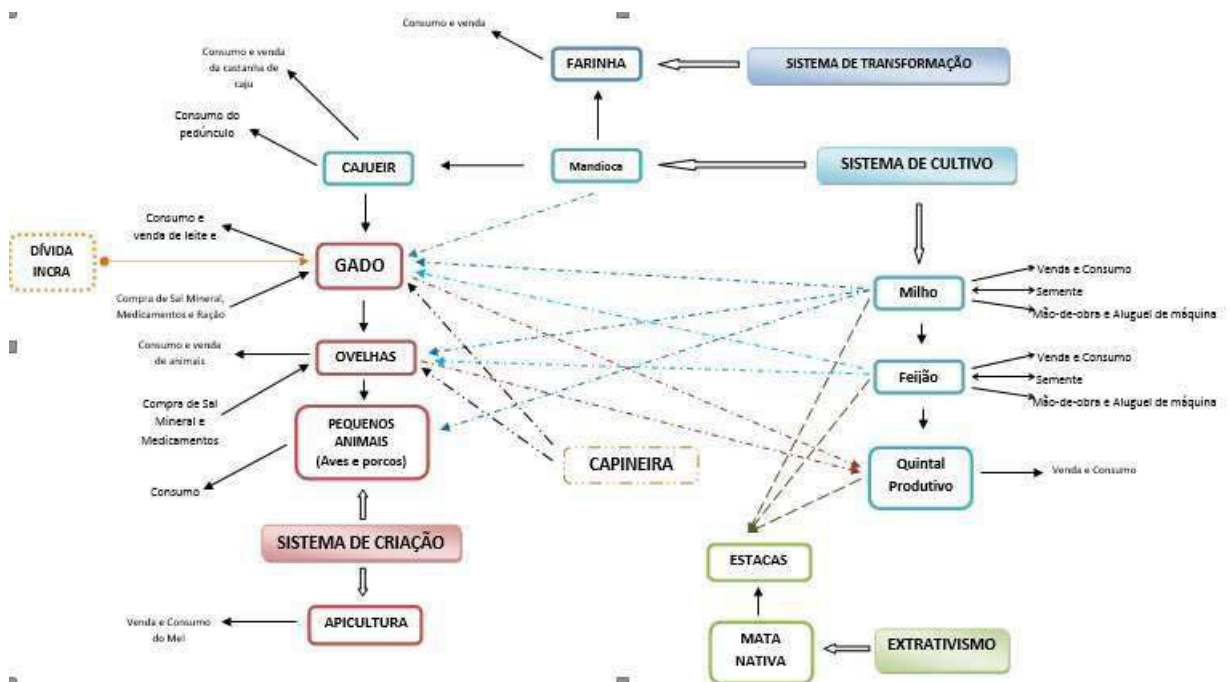 Consumo e venda
FARINHA
SISTEMA DE TRANSFORMAÇÃO
Consumo e venda
da castanha de
caju
Consumo do
pedúnculo
CAJUEIR
Mandioca
SISTEMA DE CULTIVO
Consumo e
venda de leite e
DÍVIDA
INCRA
GADO
Compra de Sal Mineral,
Medicamentos e Ração
Milho
Venda e Consumo
Semente
Mão-de-obra e Aluguel de máquina
Consumo e venda
de animais
OVELHAS
Feijão
Venda e Consumo
Semente
Mão-de-obra e Aluguel de máquina
Compra de Sal
Mineral e
Medicamentos
PEQUENOS
ANIMAIS
(Aves e porcos)
CAPINEIRA
Quintal
Produtivo
Venda e Consumo
Consumo
SISTEMA DE CRIAÇÃO
ESTACAS
Venda e Consumo
do Mel
APICULTURA
MATA
NATIVA
EXTRATIVISMO